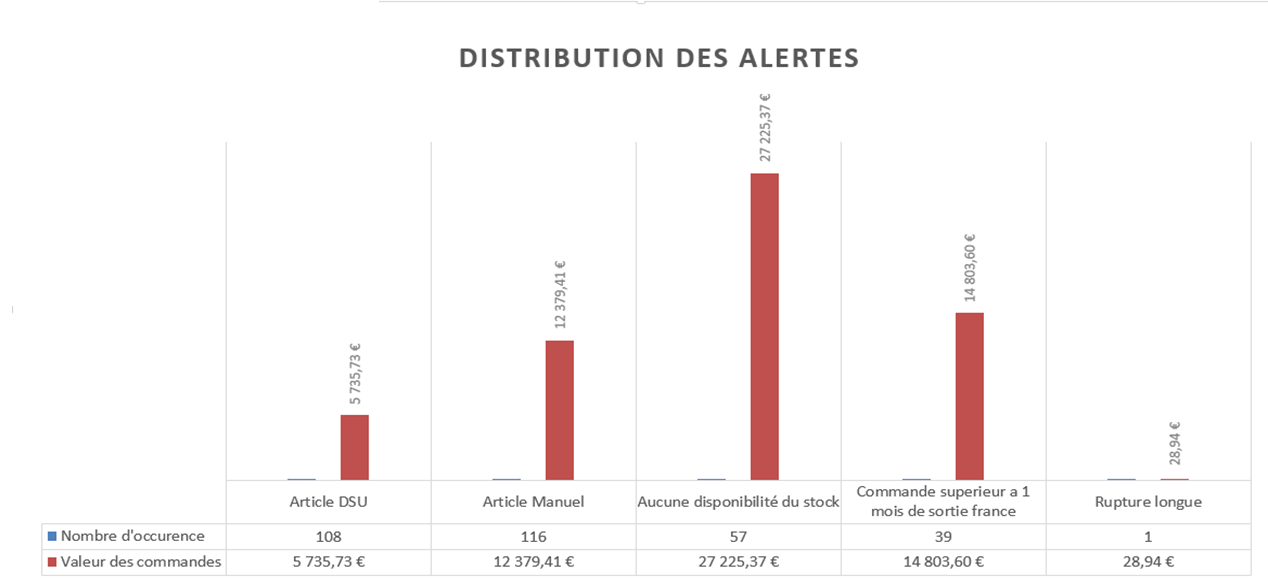 DISTRIBUTION DES ALERTES
5 735,73 €
12 379,41 €
27 225,37 €
14 803,60 €
28,94 €
Article DSU
Article Manuel
Aucune disponibilité du stock
Commande superieur a 1
mois de sortie france
Rupture longue
Nombre d'occurence 108 116 57 39 1
Valeur des commandes 5 735,73 € 12 379,41 € 27 225,37 € 14 803,60 € 28,94 €